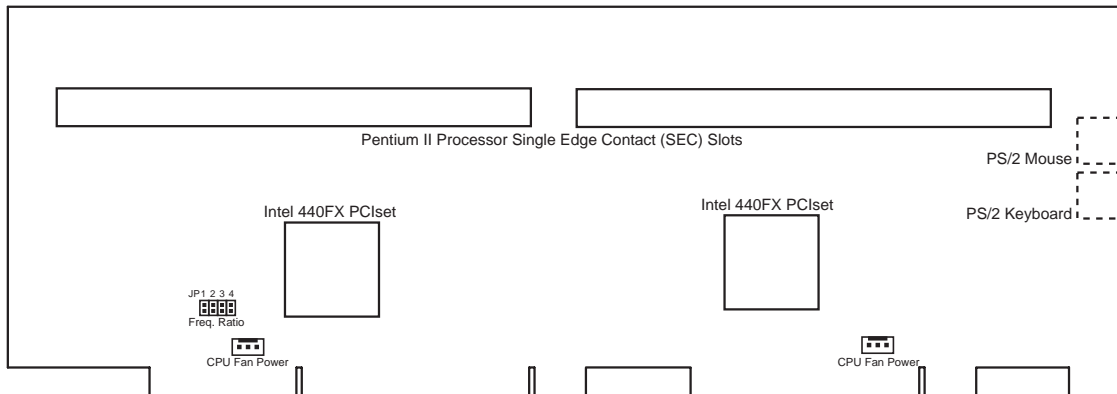 Pentium II Processor Single Edge Contact (SEC) Slots
PS/2 Mouse
Intel 440FX PCIset
Intel 440FX PCIset
PS/2 Keyboard
JP1 2 3 4
Freq. Ratio
CPU Fan Power
CPU Fan Power